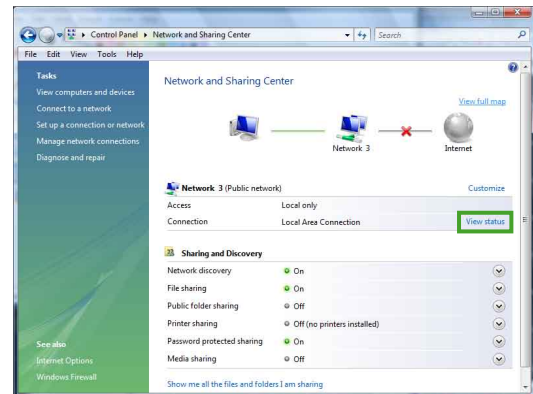 Control Panel ▸ Network and Sharing Center
Search
File Edit View Tools Help
Tasks
View computers and devices
Connect to a network
Set up a connection or network
Manage network connections
Diagnose and repair
See also
Internet Options
Windows Firewall
Network and Sharing Center
View full map
Network 3
Internet
Network 3 (Public network) Customize
Access Local only
Connection Local Area Connection View status
Sharing and Discovery
Network discovery On
File sharing On
Public folder sharing Off
Printer sharing Off (no printers installed)
Password protected sharing On
Media sharing Off
Show me all the files and folders I am sharing